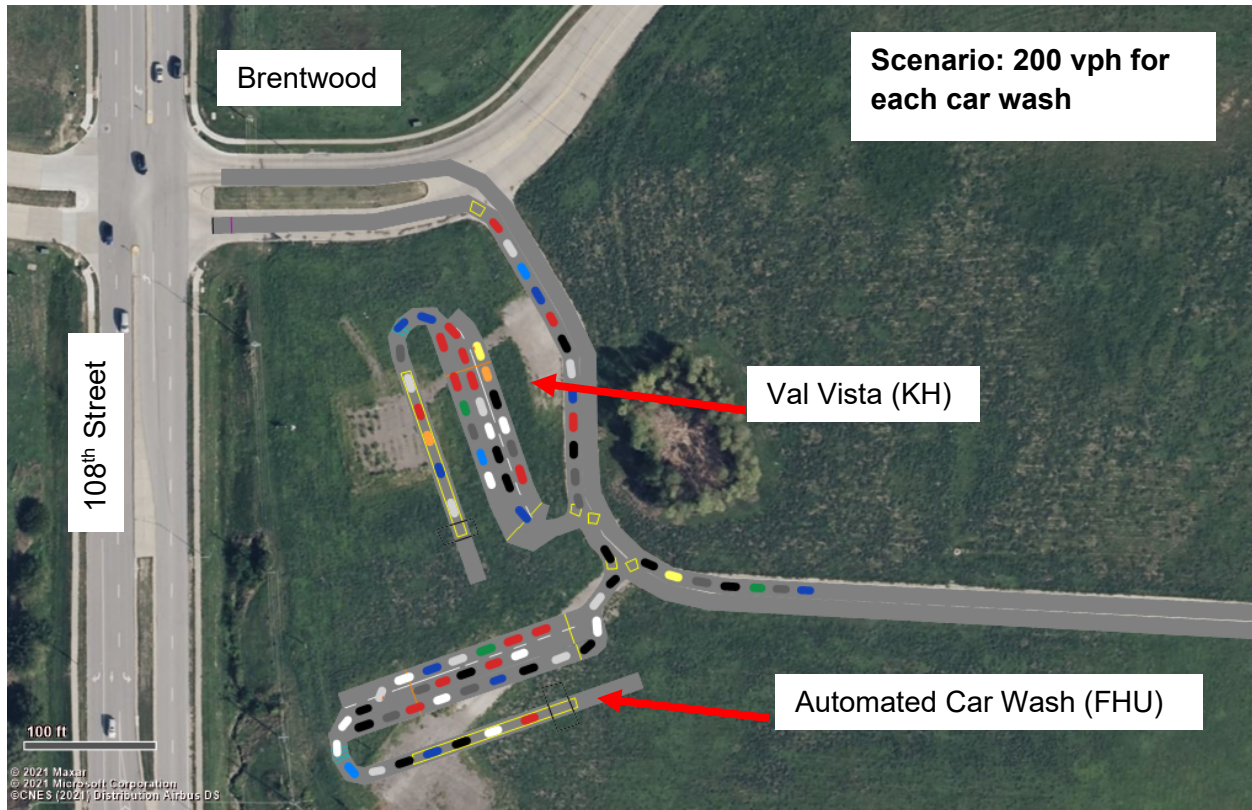 Brentwood
Scenario: 200 vph for
each car wash
Val Vista (KH)
108th Street
Automated Car Wash (FHU)
100 ft
© 2021 Maxar
© 2021 Microsoft Corporation
©CNES (2021) Distribution Airbus DS